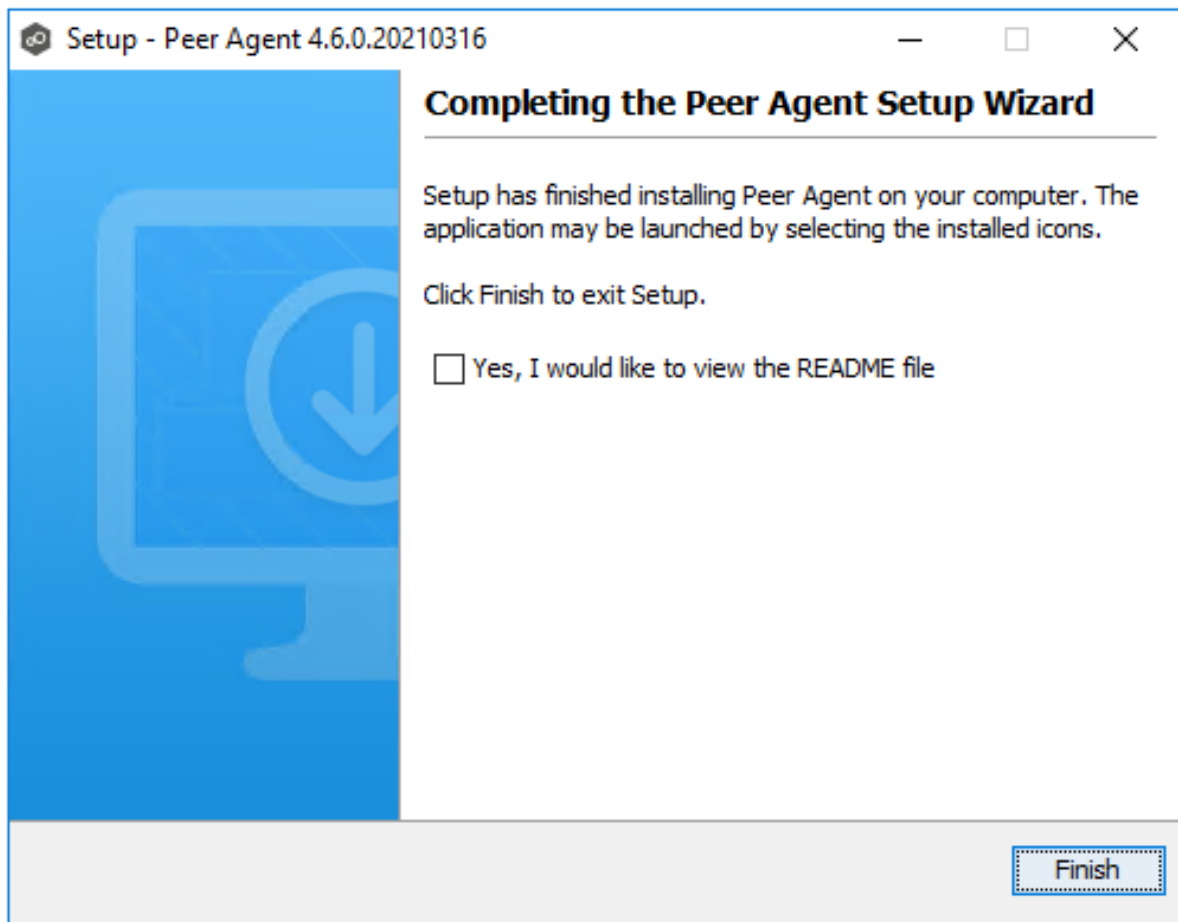 Setup - Peer Agent 4.6.0.20210316
Completing the Peer Agent Setup Wizard
Setup has finished installing Peer Agent on your computer. The
application may be launched by selecting the installed icons.
Click Finish to exit Setup.
Yes, I would like to view the README file
Finish